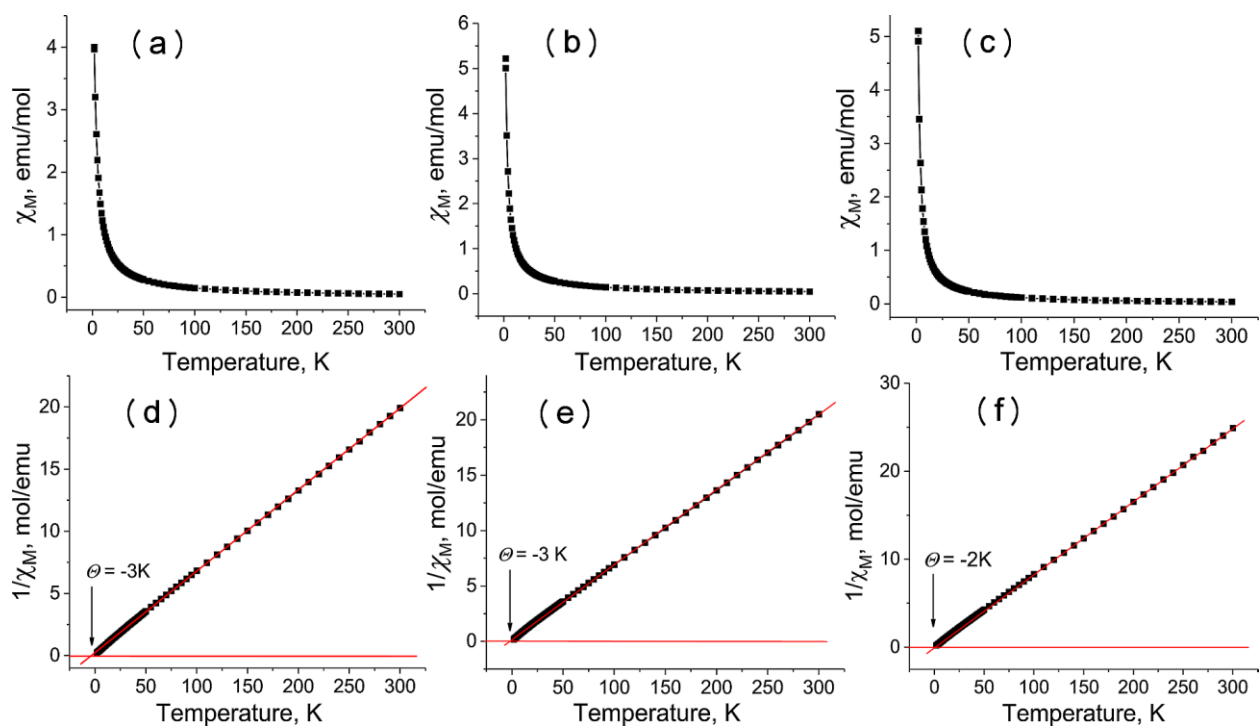 ( a )
χM, emu/mol
4
3
2
1
0
0 50 100 150 200 250 300
Temperature, K
( b )
χM, emu/mol
6
5
4
3
2
1
0
0 50 100 150 200 250 300
Temperature, K
( c )
χM, emu/mol
5
4
3
2
1
0
0 50 100 150 200 250 300
Temperature, K
( d )
1/χM, mol/emu
20
15
10
5
0
Θ = -3K
0 50 100 150 200 250 300
Temperature, K
( e )
1/χM, mol/emu
20
15
10
5
0
Θ = -3 K
0 50 100 150 200 250 300
Temperature, K
( f )
1/χM, mol/emu
30
20
10
0
Θ = -2K
0 50 100 150 200 250 300
Temperature, K